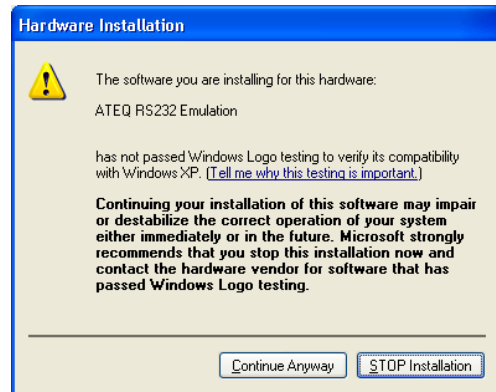 Hardware Installation
The software you are installing for this hardware:
ATEQ RS232 Emulation
has not passed Windows Logo testing to verify its compatibility
with Windows XP. (Tell me why this testing is important.)
Continuing your installation of this software may impair
or destabilize the correct operation of your system
either immediately or in the future. Microsoft strongly
recommends that you stop this installation now and
contact the hardware vendor for software that has
passed Windows Logo testing.
Continue Anyway
STOP Installation